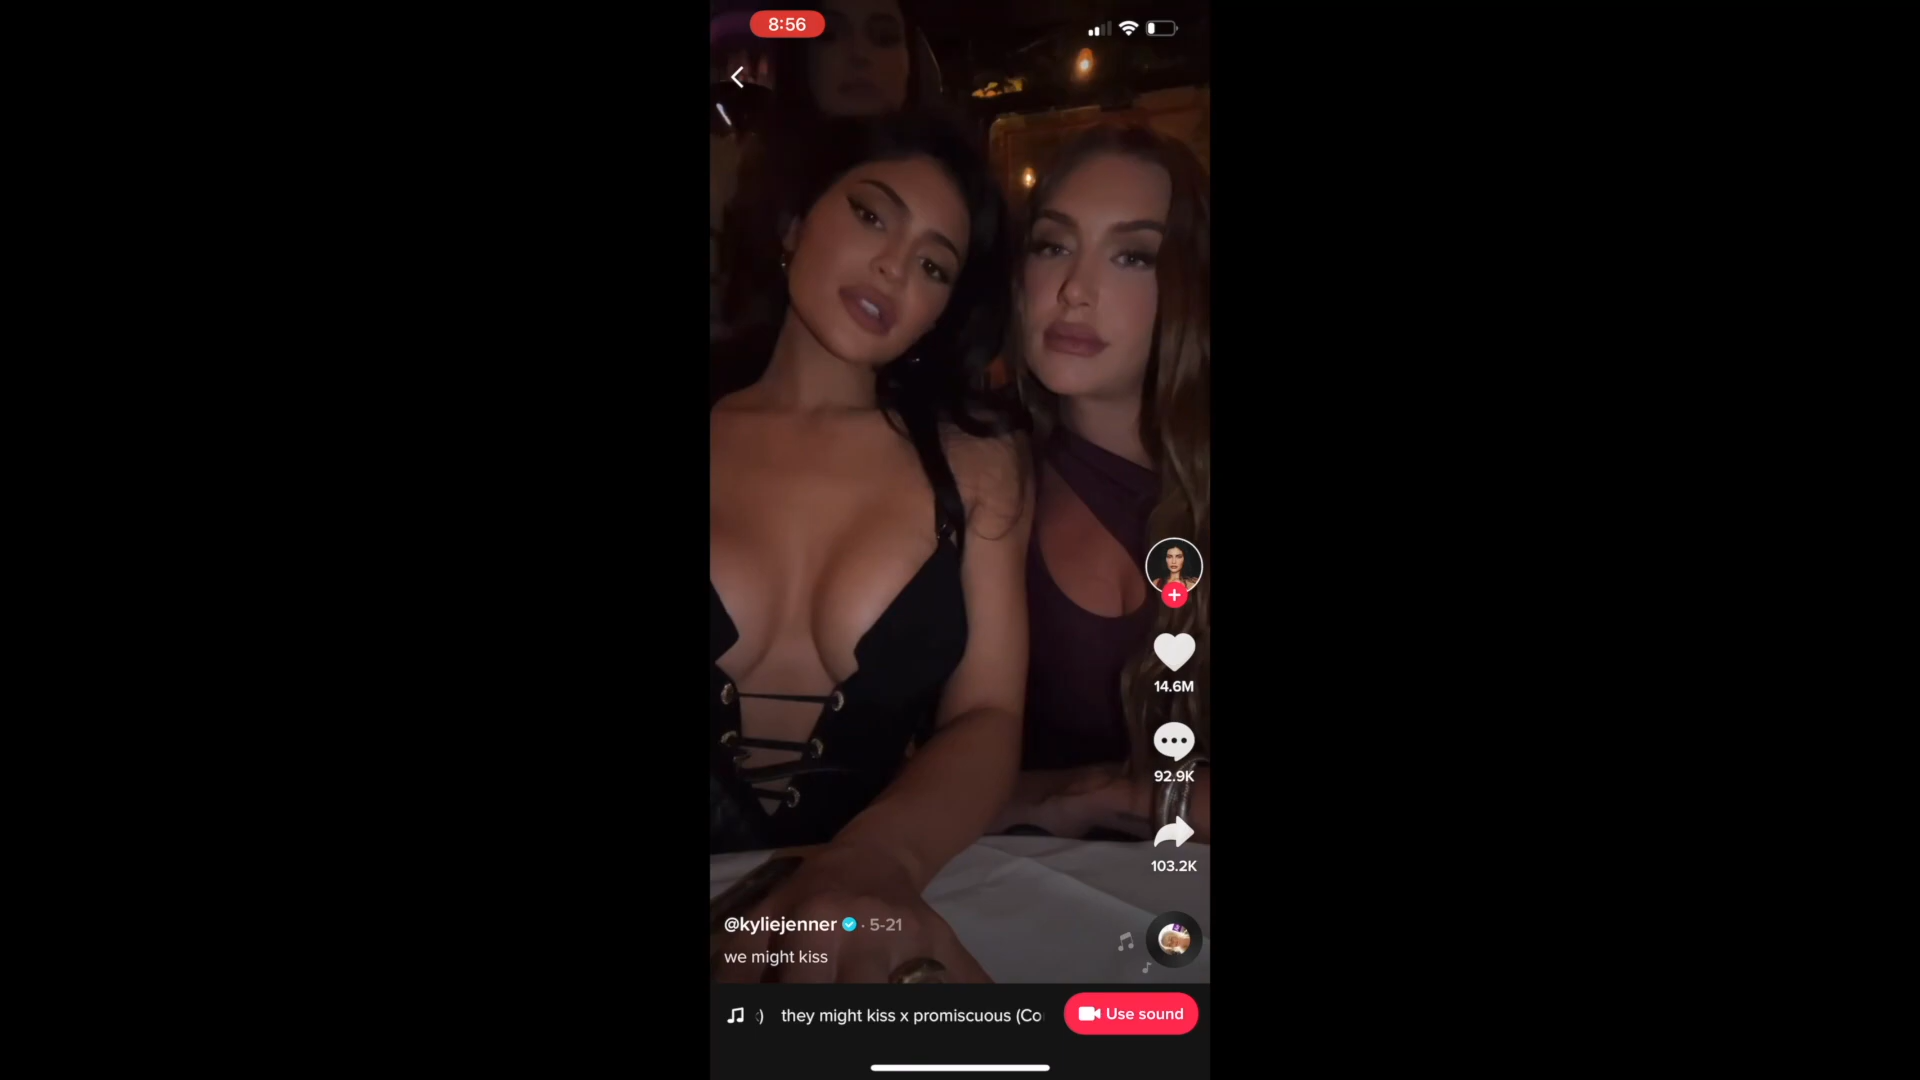 8:56
14.6M
92.9K
103.2K
@kyliejenner · 5-21
we might kiss
:) they might kiss x promiscuous (Co
Use sound